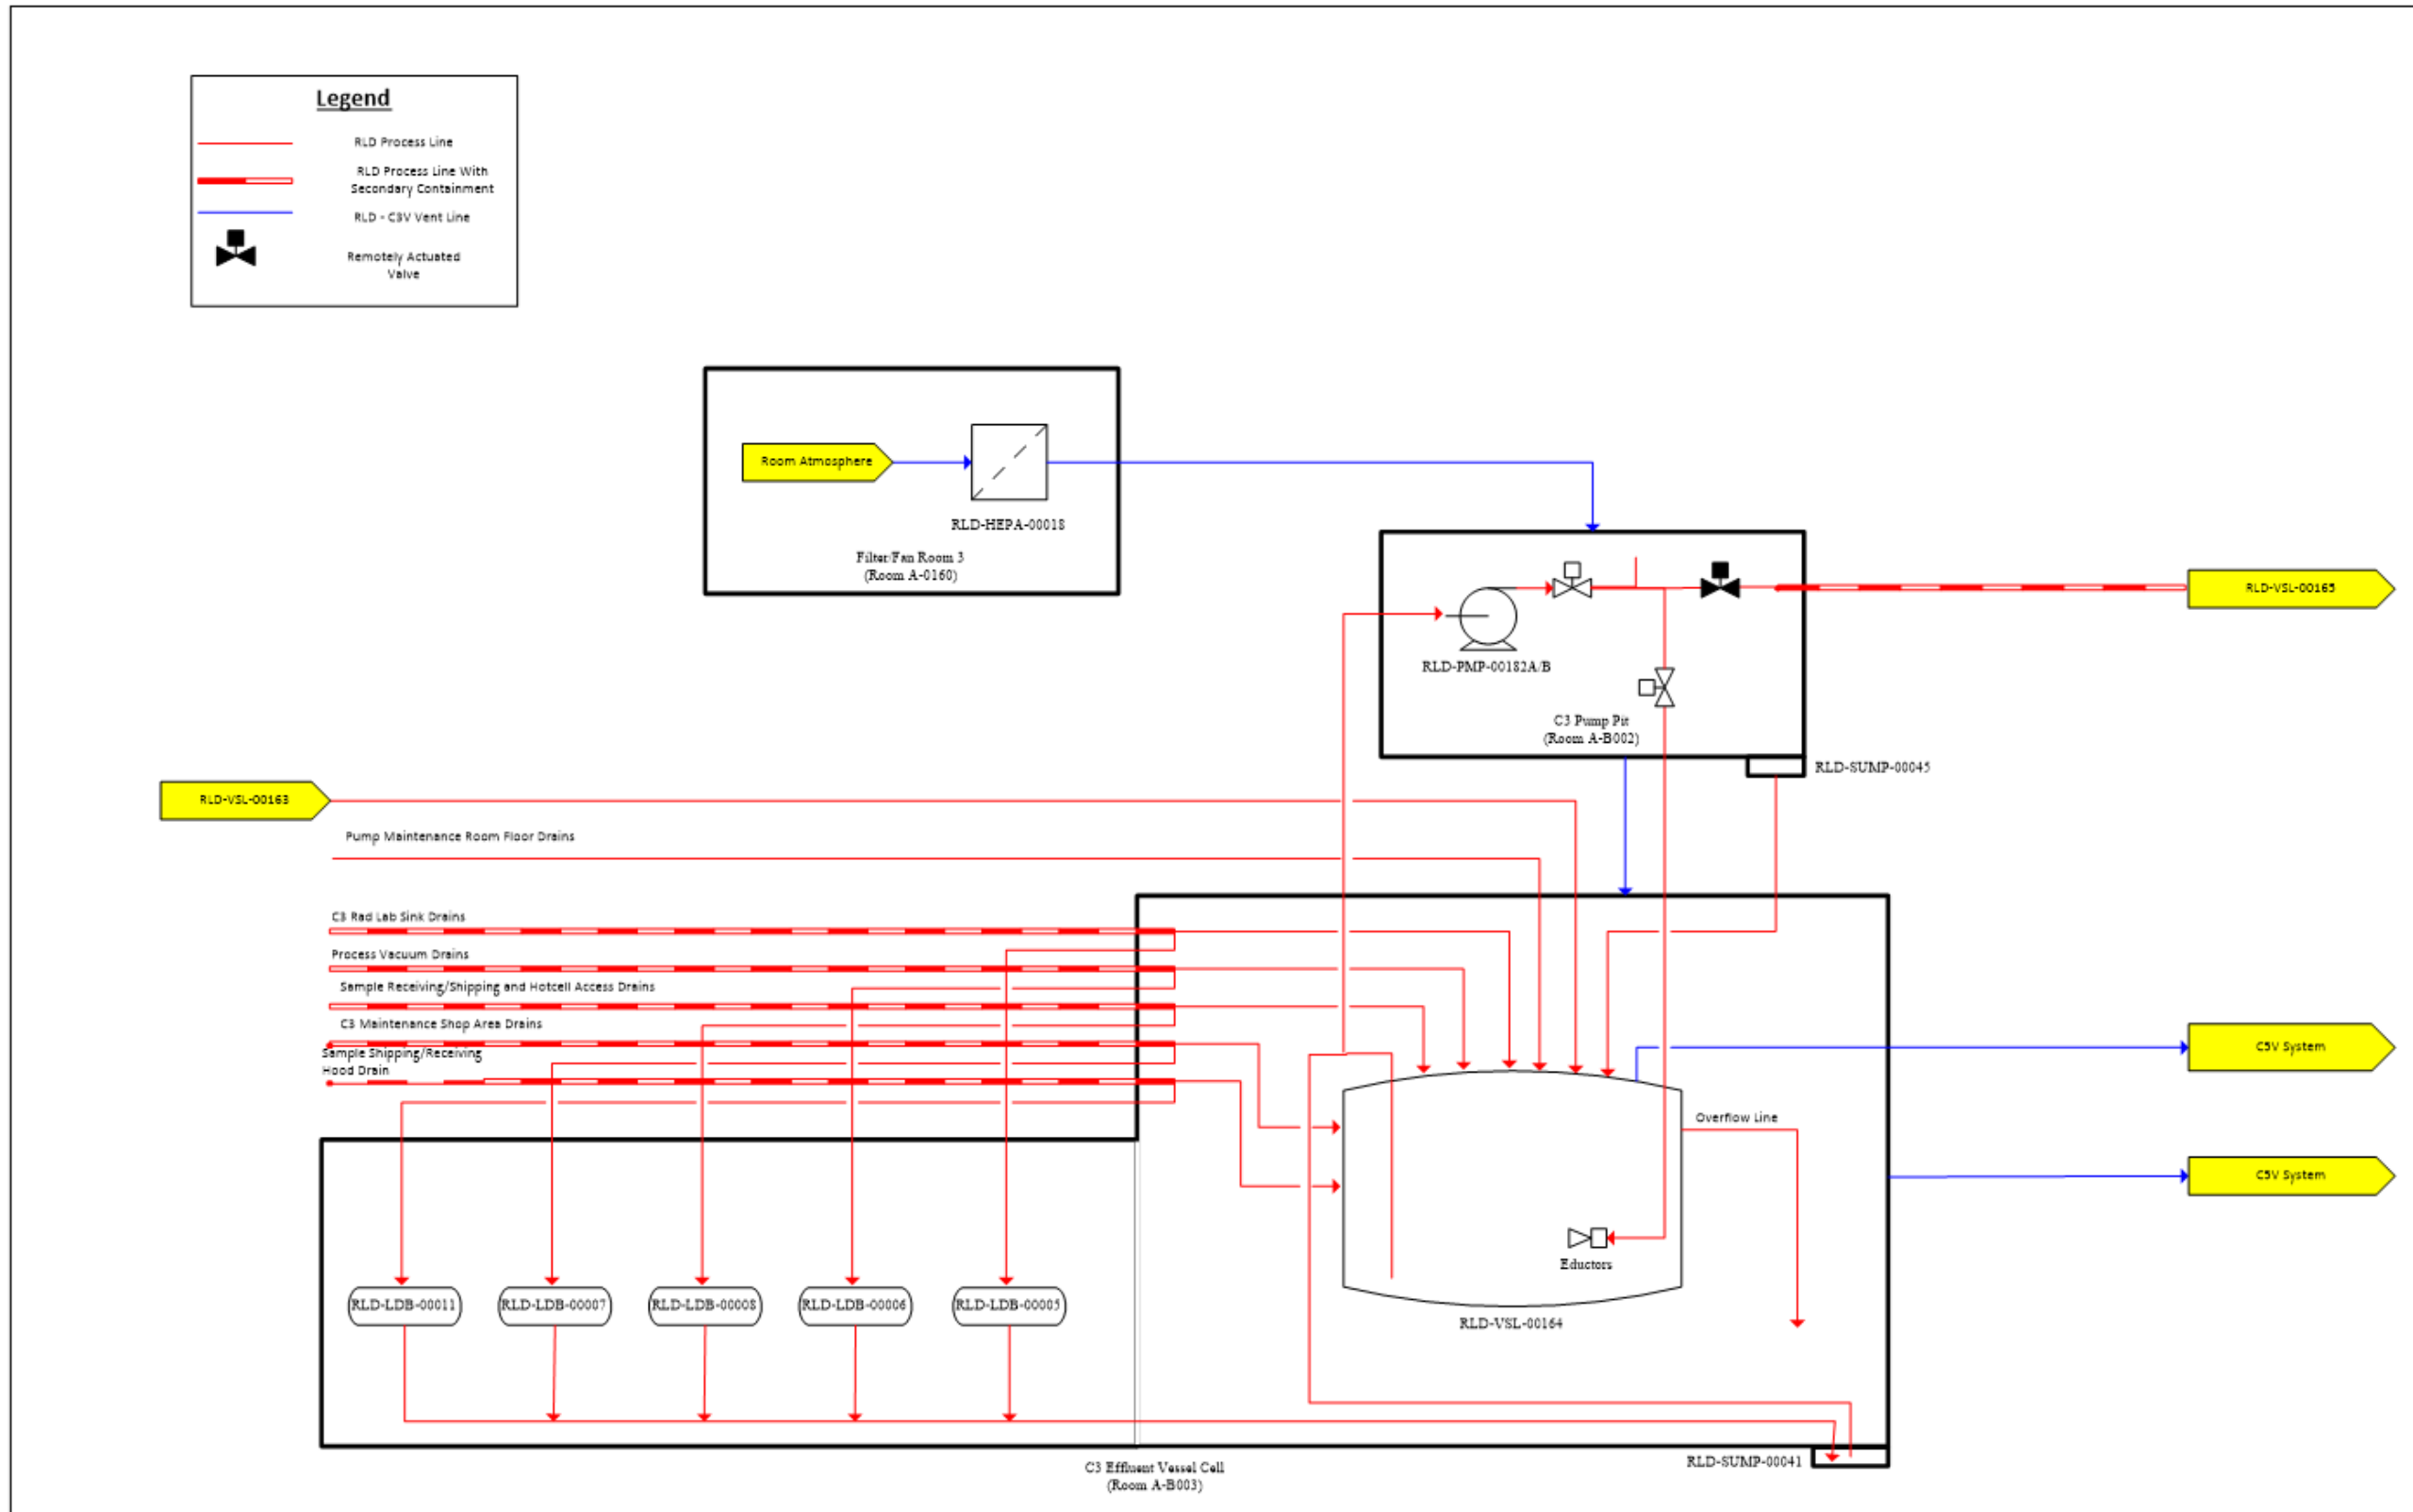 Legend
RLD Process Line
RLD Process Line With
Secondary Containment
RLD - C3V Vent Line
Remotely Actuated
Valve
Room Atmosphere
RLD-HEPA-00018
Filter/Fan Room 3
(Room A-0160)
RLD-VSL-00165
RLD-PMP-00182A/B
C3 Pump Pit
(Room A-B002)
RLD-SUMP-00045
RLD-VSL-00163
Pump Maintenance Room Floor Drains
C3 Rad Lab Sink Drains
Process Vacuum Drains
Sample Receiving/Shipping and Hotcell Access Drains
C3 Maintenance Shop Area Drains
Sample Shipping/Receiving
Hood Drain
C5V System
Overflow Line
C5V System
Eductors
RLD-LDB-00011
RLD-LDB-00007
RLD-LDB-00008
RLD-LDB-00006
RLD-LDB-00005
RLD-VSL-00164
RLD-SUMP-00041
C3 Effluent Vessel Cell
(Room A-B003)